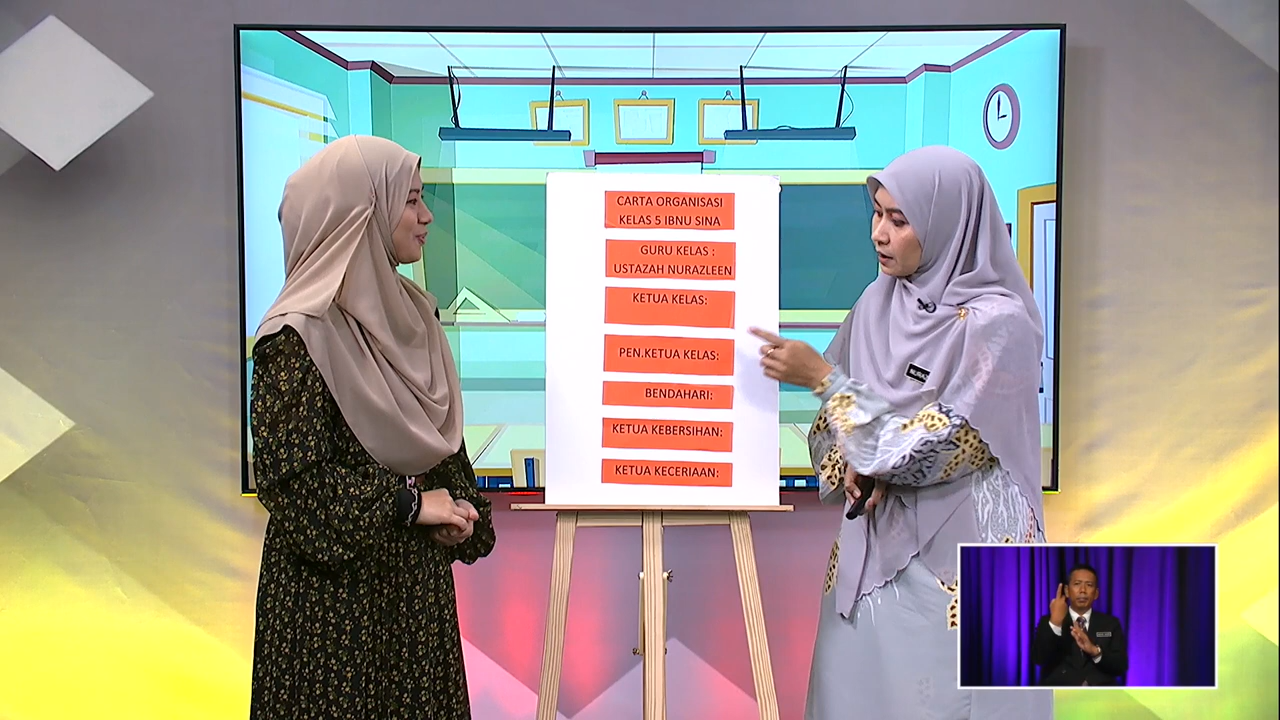 CARTA ORGANISASI
KELAS 5 IBNU SINA
GURU KELAS :
USTAZAH NURAZLEEN
KETUA KELAS:
PEN.KETUA KELAS:
BENDAHARI:
KETUA KEBERSIHAN:
KETUA KECERIAAN: